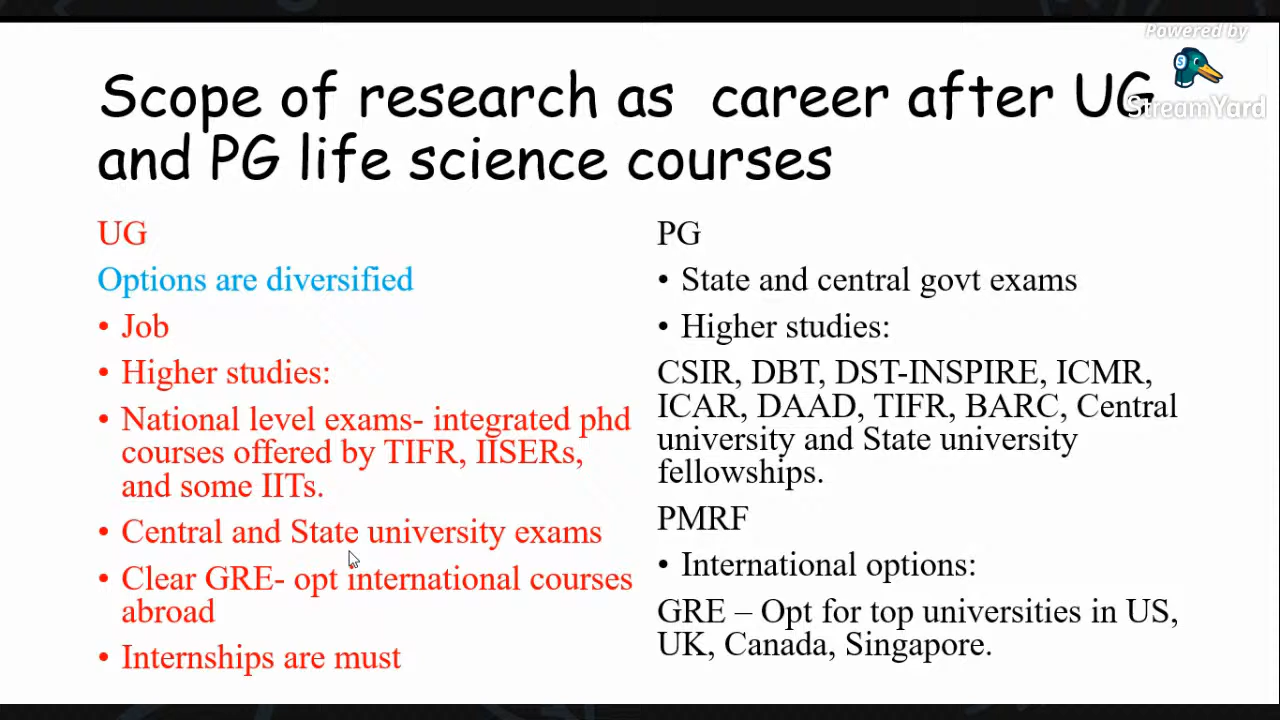 Powered by
StreamYard
Scope of research as career after UG
and PG life science courses
UG
Options are diversified
• Job
• Higher studies:
• National level exams- integrated phd
courses offered by TIFR, IISERs,
and some IITs.
• Central and State university exams
• Clear GRE- opt international courses
abroad
• Internships are must
PG
• State and central govt exams
• Higher studies:
CSIR, DBT, DST-INSPIRE, ICMR,
ICAR, DAAD, TIFR, BARC, Central
university and State university
fellowships.
PMRF
• International options:
GRE – Opt for top universities in US,
UK, Canada, Singapore.